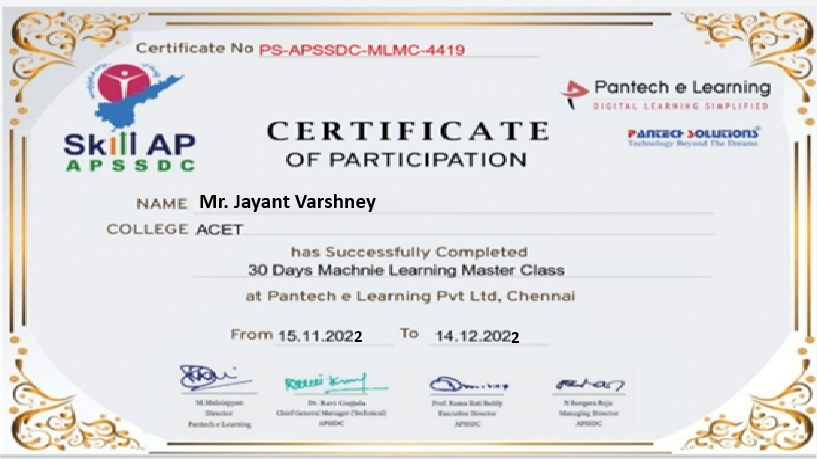 Certificate No PS-APSSDC-MLMC-4419
Skill AP
APSSDC
Pantech e Learning
DIGITAL LEARNING SIMPLIFIED
PANTECH SOLUTIONS
Technology Beyond The Dreams
CERTIFICATE
OF PARTICIPATION
NAME Mr. Jayant Varshney
COLLEGE ACET
has Successfully Completed
30 Days Machnie Learning Master Class
at Pantech e Learning Pvt Ltd, Chennai
From 15.11.2022 To 14.12.2022
Director
Pantech e Learning
Dr. Ravi Gujjula
Chief General Manager (Technical)
APSSDC
Prof. Rama Koti Reddy
Executive Director
APSSDC
N Bangara Raju
Managing Director
APSSDC